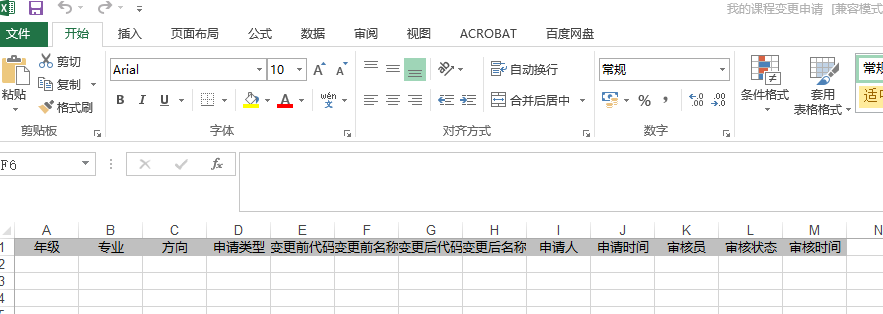 我的课程变更申请 [兼容模式
文件 开始 插入 页面布局 公式 数据 审阅 视图 ACROBAT 百度网盘
粘贴 剪切 复制 格式刷
Arial 10 A A
B I U A wén 文
自动换行
合并后居中
常规
% ,
条件格式 套用 表格格式
常规
适中
剪贴板 字体 对齐方式 数字
F6 fx
A B C D E F G H I J K L M N
1 年级 专业 方向 申请类型 变更前代码 变更前名称 变更后代码 变更后名称 申请人 申请时间 审核员 审核状态 审核时间
2
3
4